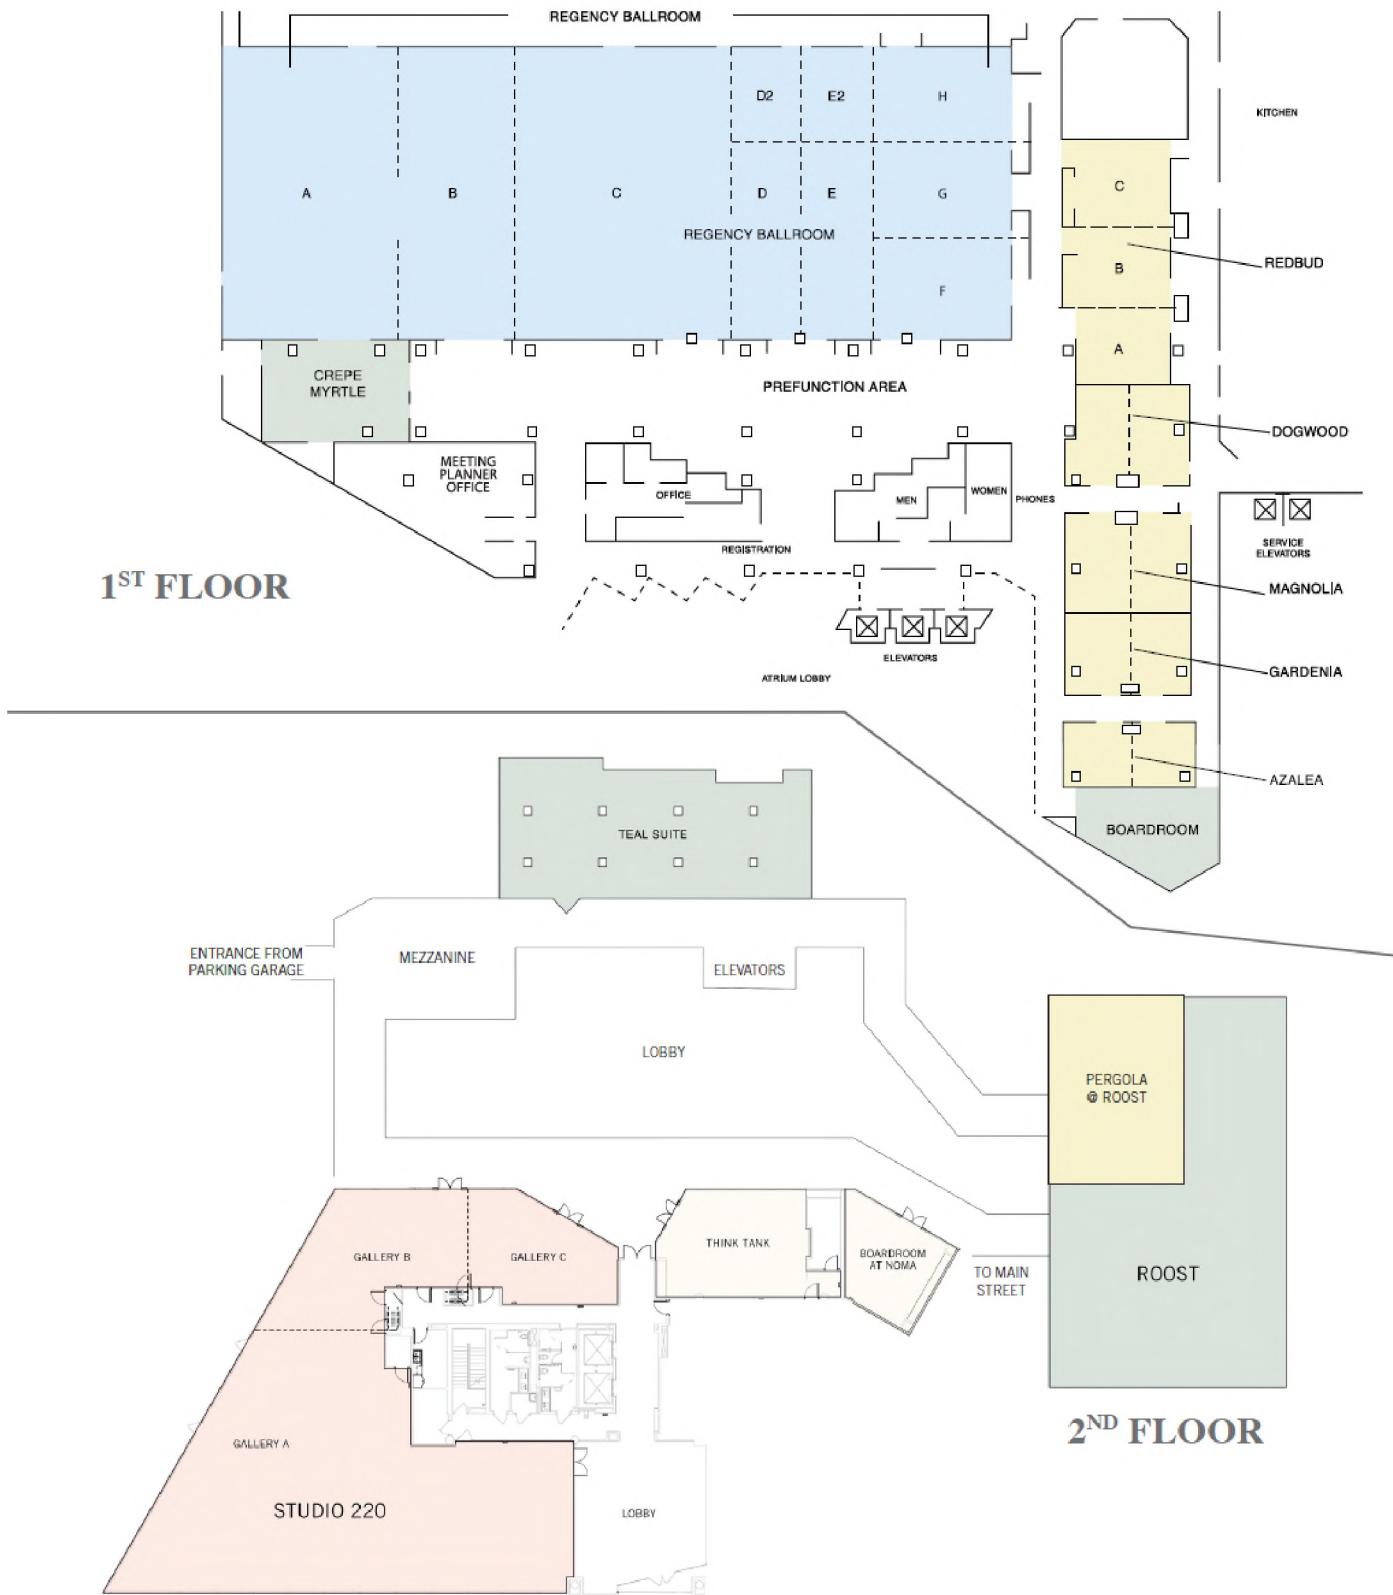 REGENCY BALLROOM
D2
E2
H
KITCHEN
A
B
C
D
E
G
C
REGENCY BALLROOM
REDBUD
B
F
A
CREPE
MYRTLE
PREFUNCTION AREA
DOGWOOD
MEETING
PLANNER
OFFICE
OFFICE
MEN
WOMEN
PHONES
REGISTRATION
SERVICE
ELEVATORS
1ST FLOOR
MAGNOLIA
ELEVATORS
GARDENIA
ATRIUM LOBBY
AZALEA
TEAL SUITE
BOARDROOM
ENTRANCE FROM
PARKING GARAGE
MEZZANINE
ELEVATORS
LOBBY
PERGOLA
@ ROOST
GALLERY B
GALLERY C
THINK TANK
BOARDROOM
AT NOMA
TO MAIN
STREET
ROOST
GALLERY A
2ND FLOOR
STUDIO 220
LOBBY